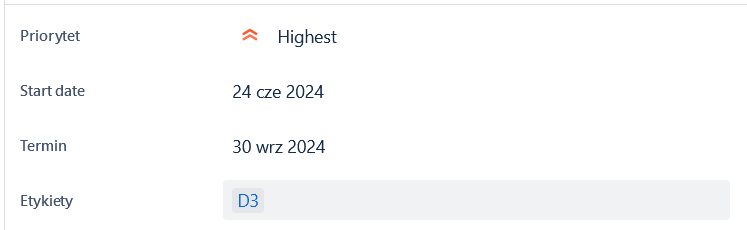 Priorytet Highest
Start date 24 cze 2024
Termin 30 wrz 2024
Etykiety D3